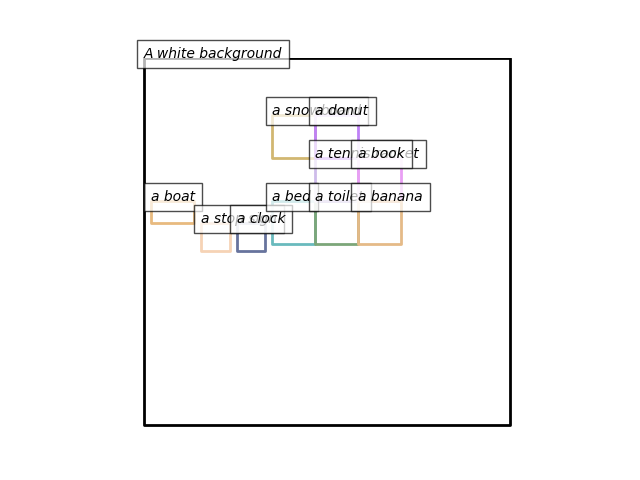 A white background
a snowboard
a donut
a tennis racket
a book
a boat
a bed
a toilet
a banana
a stop sign
a clock